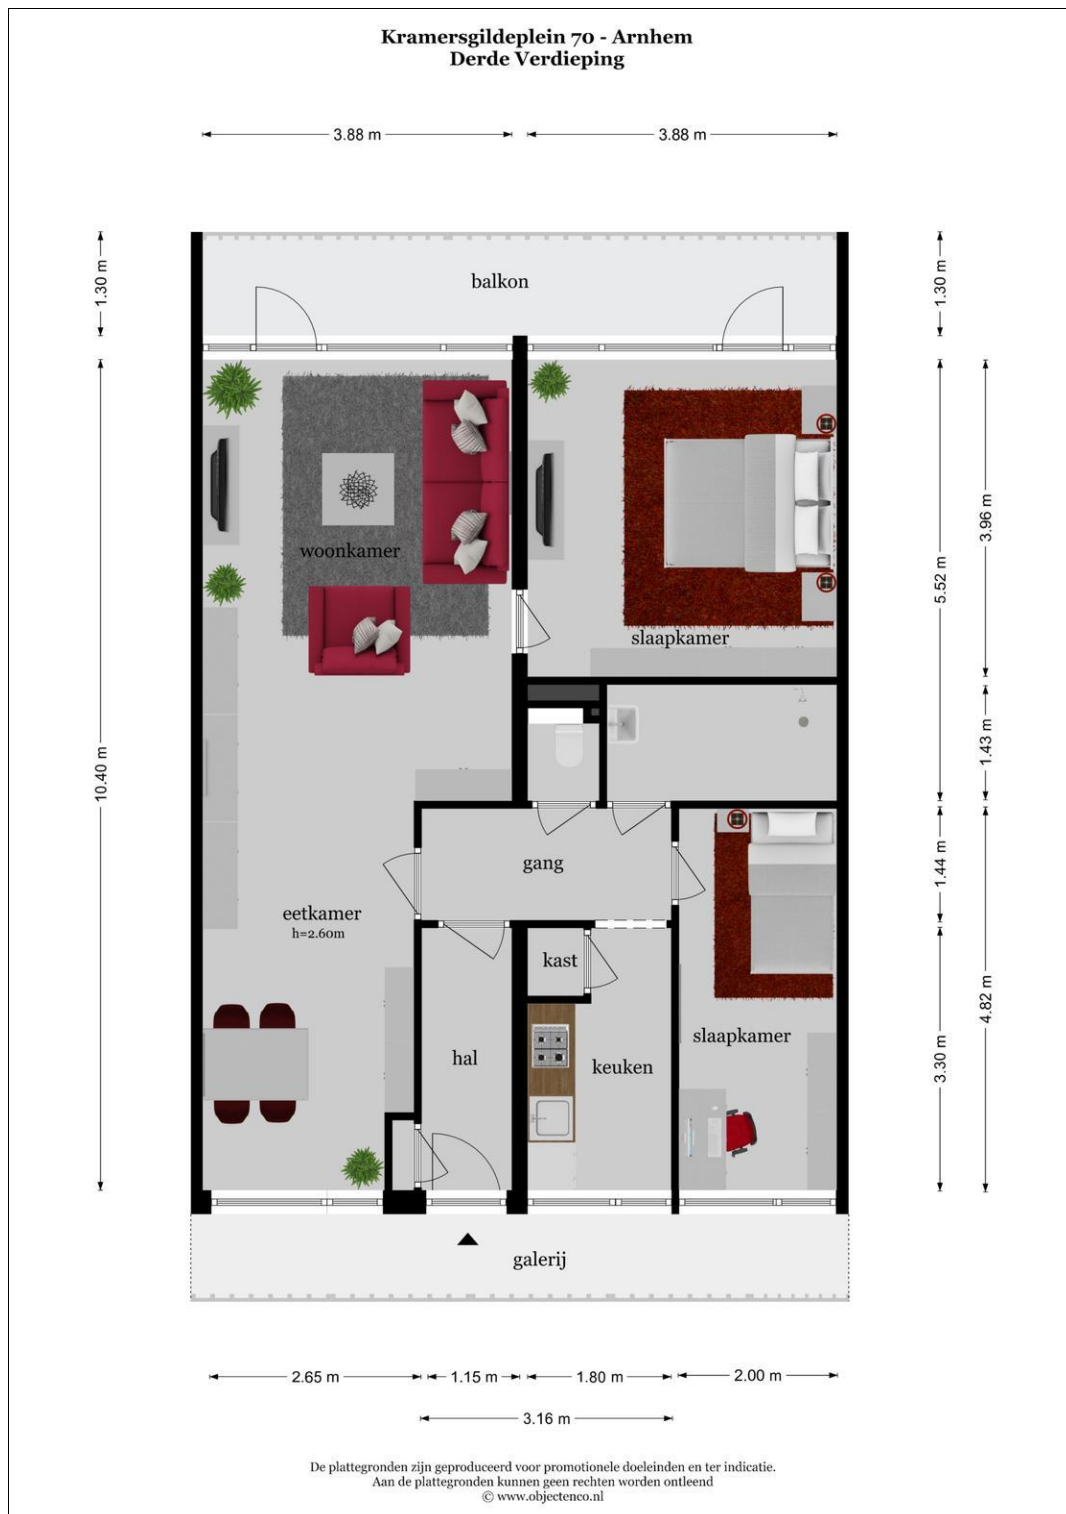 Kramersgildeplein 70 - Arnhem
Derde Verdieping
3.88 m
3.88 m
1.30 m
1.30 m
balkon
woonkamer
slaapkamer
3.96 m
5.52 m
10.40 m
1.43 m
gang
1.44 m
eetkamer
h=2.60m
kast
hal
keuken
slaapkamer
4.82 m
3.30 m
galerij
2.65 m
1.15 m
1.80 m
2.00 m
3.16 m
De plattegronden zijn geproduceerd voor promotionele doeleinden en ter indicatie.
Aan de plattegronden kunnen geen rechten worden ontleend
© www.objectenco.nl